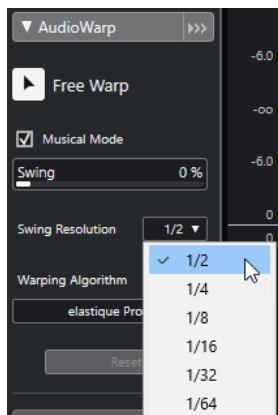 ▼ AudioWarp
-6.0
Free Warp
-oo
✓ Musical Mode
Swing 0 %
-6.0
Swing Resolution 1/2 ▼
0
0
✓ 1/2
Warping Algorithm
1/4
elastique Pro
1/8
Reset
1/16
1/32
1/64